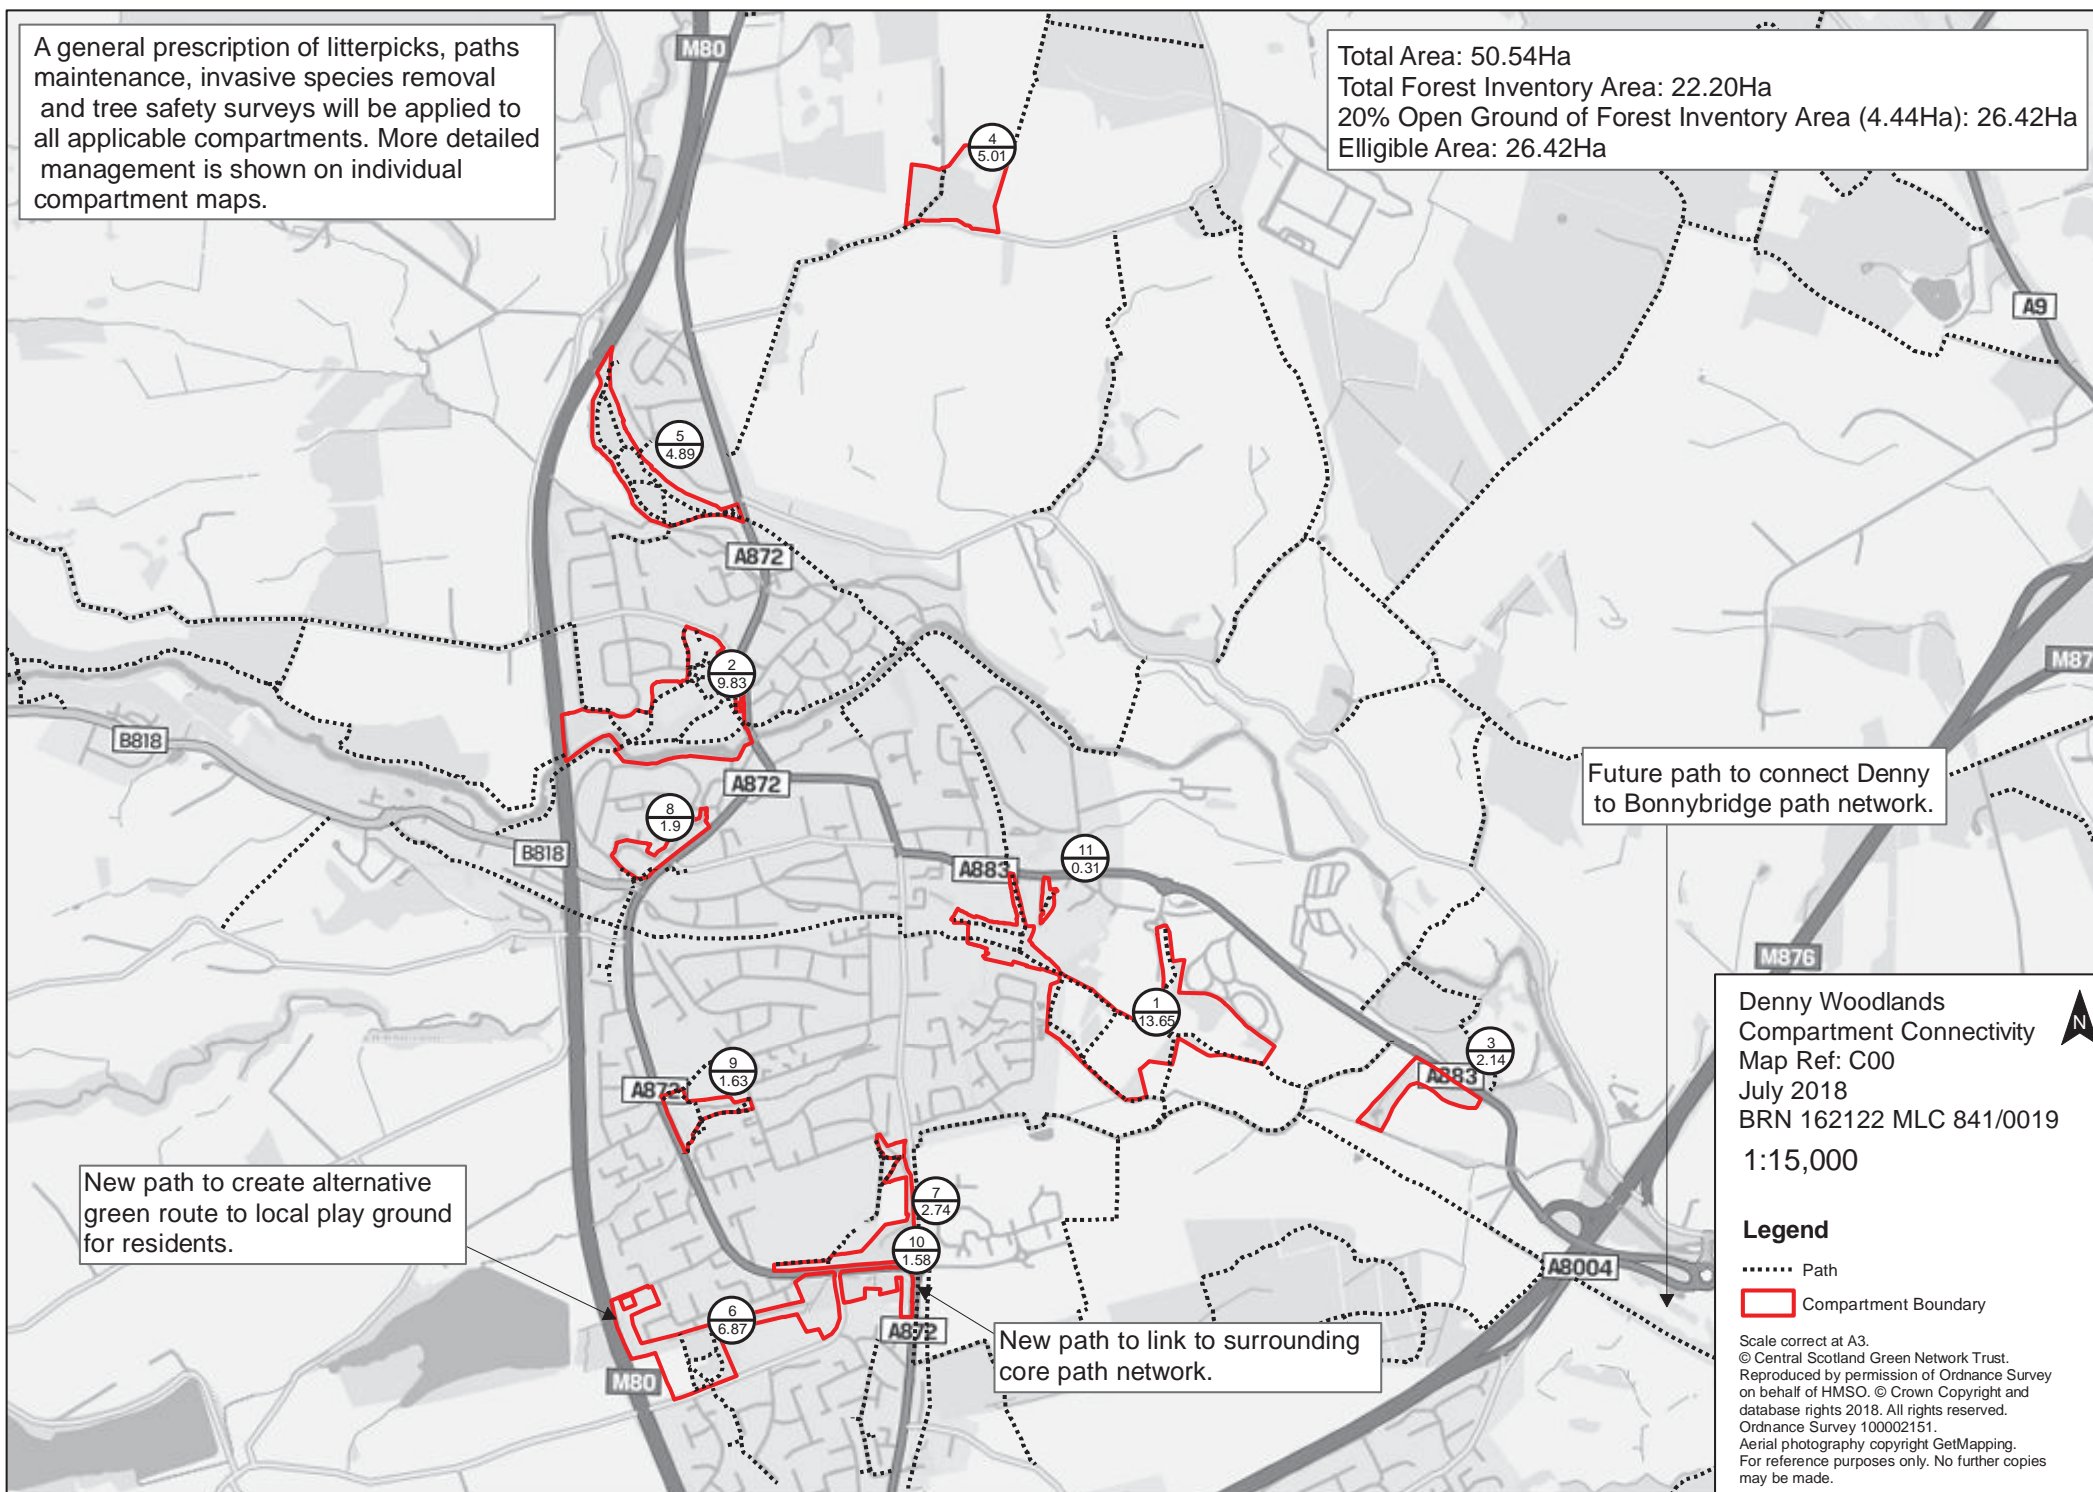 A general prescription of litterpicks, paths
maintenance, invasive species removal
and tree safety surveys will be applied to
all applicable compartments. More detailed
management is shown on individual
compartment maps.
Total Area: 50.54Ha
Total Forest Inventory Area: 22.20Ha
20% Open Ground of Forest Inventory Area (4.44Ha): 26.42Ha
Elligible Area: 26.42Ha
M80
4
5.01
A9
5
4.89
A872
M87
2
9.83
B818
A872
Future path to connect Denny
to Bonnybridge path network.
8
1.9
B818
11
0.31
A883
M876
1
13.65
3
2.14
A883
9
1.63
A872
New path to create alternative
green route to local play ground
for residents.
7
2.74
10
1.58
A8004
6
6.87
A872
New path to link to surrounding
core path network.
M80
Denny Woodlands
Compartment Connectivity
Map Ref: C00
July 2018
BRN 162122 MLC 841/0019
1:15,000
N
Legend
Path
Compartment Boundary
Scale correct at A3.
© Central Scotland Green Network Trust.
Reproduced by permission of Ordnance Survey
on behalf of HMSO. © Crown Copyright and
database rights 2018. All rights reserved.
Ordnance Survey 100002151.
Aerial photography copyright GetMapping.
For reference purposes only. No further copies
may be made.